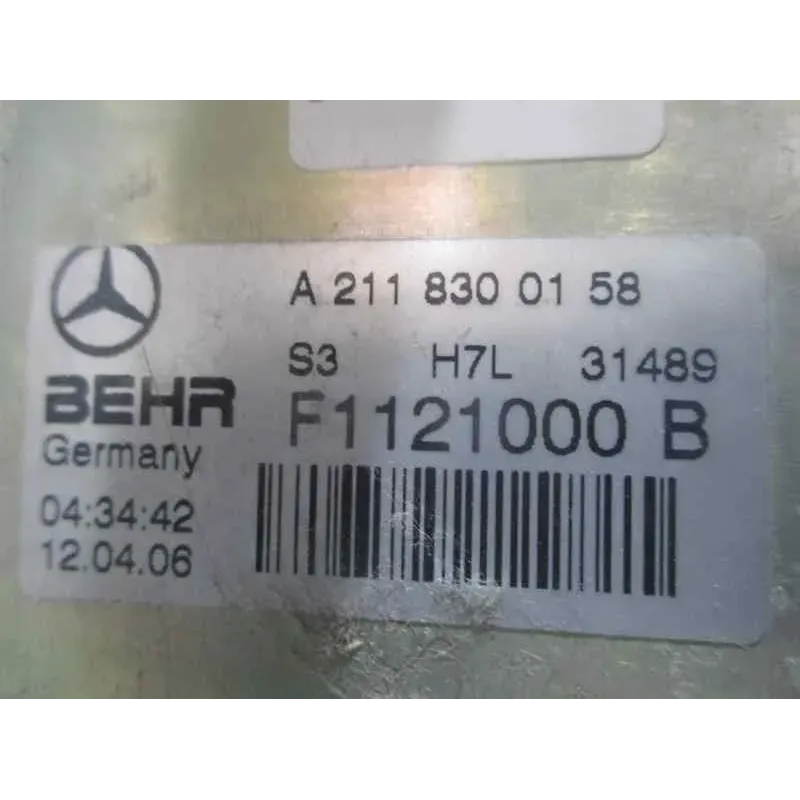 A 211 830 01 58
S3 H7L 31489
BEHR F1121000 B
Germany
04:34:42
12.04.06